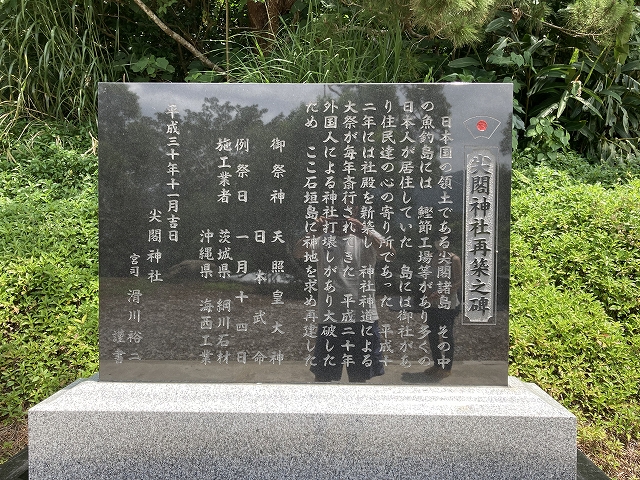 尖閣神社再築之碑
日本国の領土である尖閣諸島 その中
の魚釣島には 鰹節工場等があり多くの
日本人が居住していた 島には御社があ
り住民達の心の寄り所であった 平成十
二年には社殿を新築し 神社神道による
大祭が毎年斎行されてきた 平成二十年
外国人による神社打壊しがあり大破した
ため ここ石垣島に神地を求め再建した
御祭神 天照皇大神
日本武命
例祭日 一月十四日
施工業者 茨城県 綱川石材
沖縄県 海西工業
平成三十年十一月吉日
尖閣神社
宮司 滑川裕二
謹書